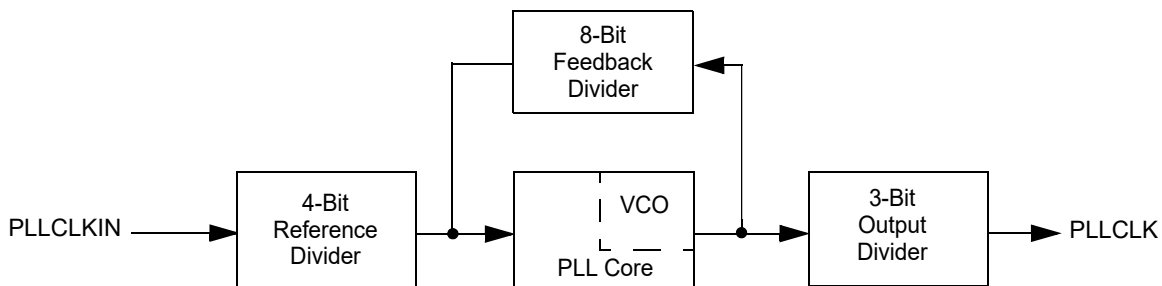 8-Bit
Feedback
Divider
PLLCLKIN
4-Bit
Reference
Divider
VCO
PLL Core
3-Bit
Output
Divider
PLLCLK